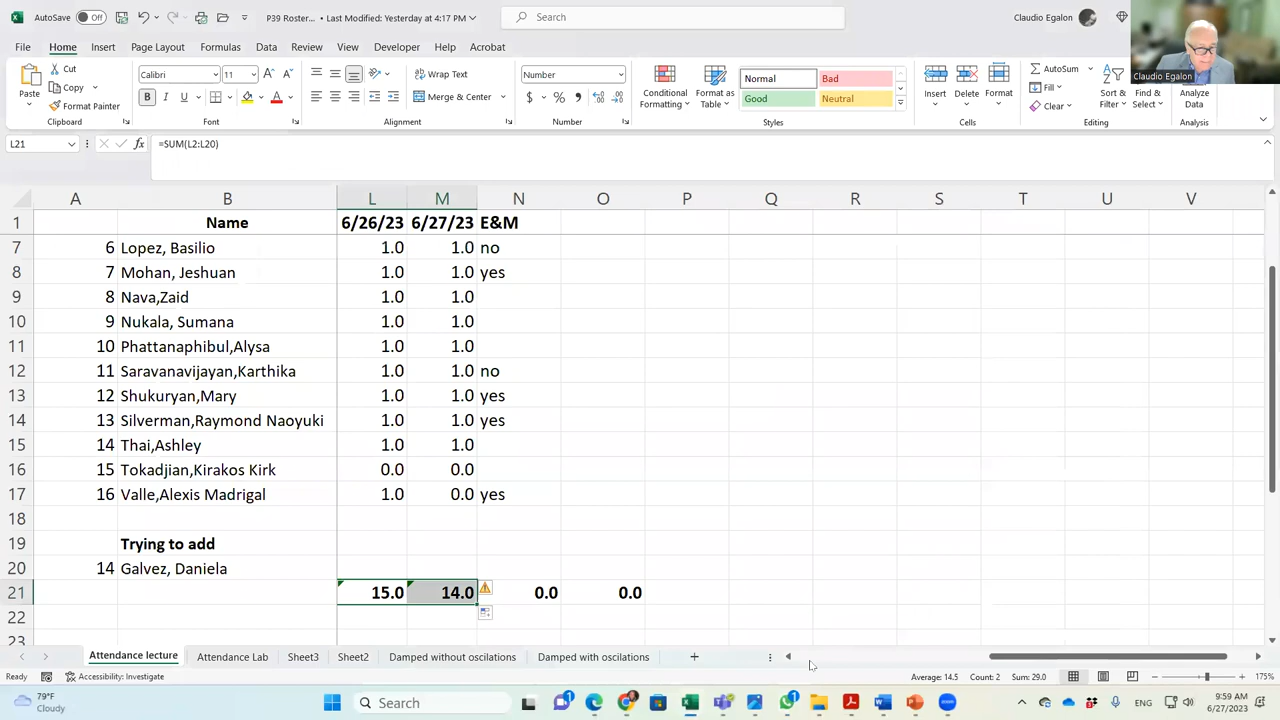 AutoSave Off P39 Roster... • Last Modified: Yesterday at 4:17 PM Search Claudio Egalon
File Home Insert Page Layout Formulas Data Review View Developer Help Acrobat
Claudio Egalon
Paste Cut Copy Format Painter Clipboard
Calibri 11 B I U A A Font
Wrap Text Merge & Center Alignment
Number $ % Number
Conditional Formatting Format as Table Normal Bad Good Neutral Styles
Insert Delete Format Cells
AutoSum Fill Clear Sort & Filter Find & Select Editing
Analyze Data Analysis
L21 fx =SUM(L2:L20)
A B L M N O P Q R S T U V
1 Name 6/26/23 6/27/23 E&M
7 6 Lopez, Basilio 1.0 1.0 no
8 7 Mohan, Jeshuan 1.0 1.0 yes
9 8 Nava,Zaid 1.0 1.0
10 9 Nukala, Sumana 1.0 1.0
11 10 Phattanaphibul,Alysa 1.0 1.0
12 11 Saravanavijayan,Karthika 1.0 1.0 no
13 12 Shukuryan,Mary 1.0 1.0 yes
14 13 Silverman,Raymond Naoyuki 1.0 1.0 yes
15 14 Thai,Ashley 1.0 1.0
16 15 Tokadjian,Kirakos Kirk 0.0 0.0
17 16 Valle,Alexis Madrigal 1.0 0.0 yes
18
19 Trying to add
20 14 Galvez, Daniela
21 15.0 14.0 0.0 0.0
22
23
Attendance lecture Attendance Lab Sheet3 Sheet2 Damped without oscilations Damped with oscilations
Ready Accessibility: Investigate Average: 14.5 Count: 2 Sum: 29.0 175%
79°F Cloudy Search ENG 9:59 AM 6/27/2023